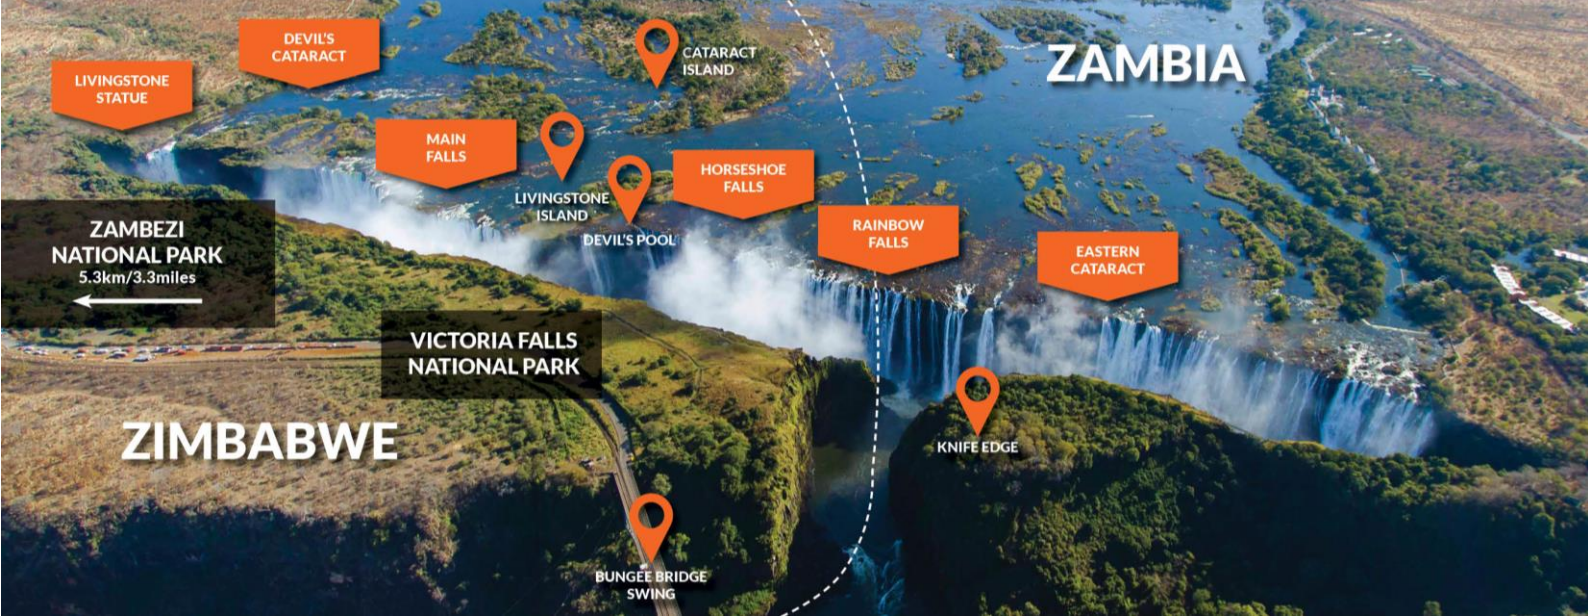 DEVIL'S
CATARACT
CATARACT
ISLAND
ZAMBIA
LIVINGSTONE
STATUE
MAIN
FALLS
LIVINGSTONE
ISLAND
HORSESHOE
FALLS
DEVIL'S POOL
RAINBOW
FALLS
EASTERN
CATARACT
ZAMBEZI
NATIONAL PARK
5.3km/3.3miles
VICTORIA FALLS
NATIONAL PARK
ZIMBABWE
KNIFE EDGE
BUNGEE BRIDGE
SWING